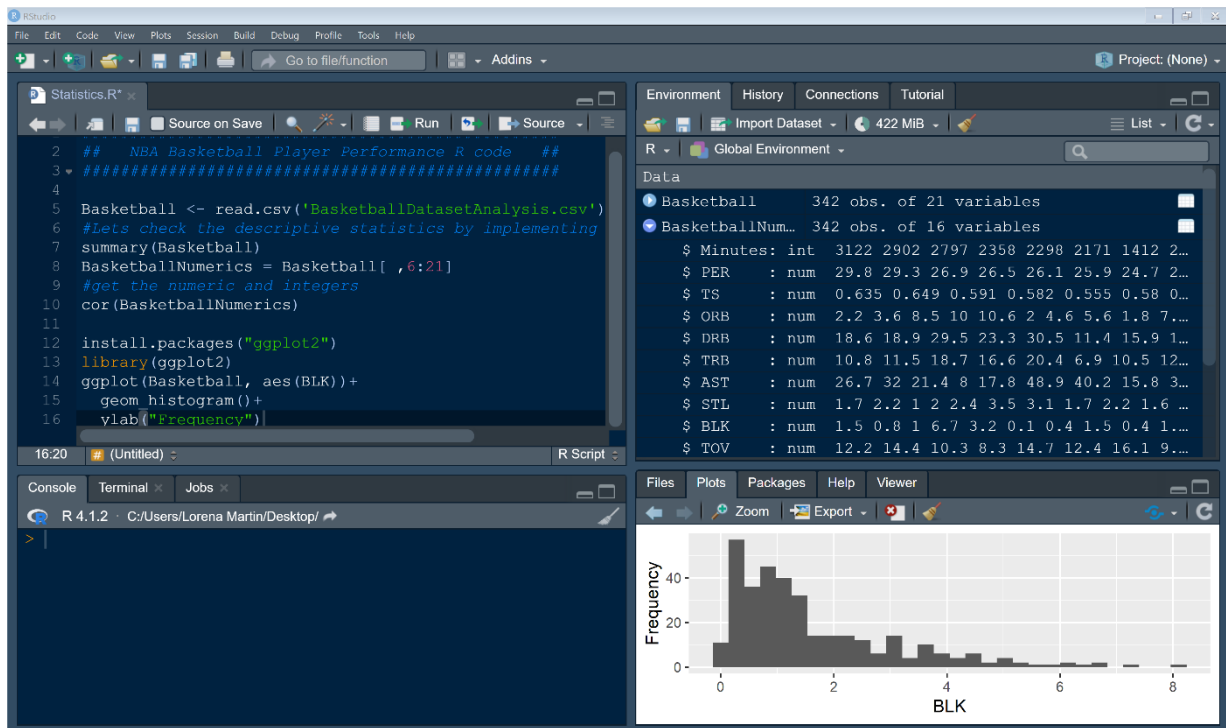 RStudio
File Edit Code View Plots Session Build Debug Profile Tools Help
Go to file/function Addins Project: (None)
Statistics.R*
Source on Save Run Source
2 ## NBA Basketball Player Performance R code ##
3 ##################################################
4
5 Basketball <- read.csv('BasketballDatasetAnalysis.csv')
6 #Lets check the descriptive statistics by implementing
7 summary(Basketball)
8 BasketballNumerics = Basketball[ ,6:21]
9 #get the numeric and integers
10 cor(BasketballNumerics)
11
12 install.packages("ggplot2")
13 library(ggplot2)
14 ggplot(Basketball, aes(BLK))+
15 geom_histogram()+
16 ylab("Frequency")
16:20 # (Untitled) R Script
Console Terminal Jobs
R 4.1.2 · C:/Users/Lorena Martin/Desktop/
>
Environment History Connections Tutorial
Import Dataset 422 MiB List
R Global Environment
Data
Basketball 342 obs. of 21 variables
BasketballNum… 342 obs. of 16 variables
$ Minutes: int 3122 2902 2797 2358 2298 2171 1412 2…
$ PER : num 29.8 29.3 26.9 26.5 26.1 25.9 24.7 2…
$ TS : num 0.635 0.649 0.591 0.582 0.555 0.58 0…
$ ORB : num 2.2 3.6 8.5 10 10.6 2 4.6 5.6 1.8 7.…
$ DRB : num 18.6 18.9 29.5 23.3 30.5 11.4 15.9 1…
$ TRB : num 10.8 11.5 18.7 16.6 20.4 6.9 10.5 12…
$ AST : num 26.7 32 21.4 8 17.8 48.9 40.2 15.8 3…
$ STL : num 1.7 2.2 1 2 2.4 3.5 3.1 1.7 2.2 1.6 …
$ BLK : num 1.5 0.8 1 6.7 3.2 0.1 0.4 1.5 0.4 1.…
$ TOV : num 12.2 14.4 10.3 8.3 14.7 12.4 16.1 9.…
Files Plots Packages Help Viewer
Zoom Export
Frequency
40
20
0
0 2 4 6 8
BLK